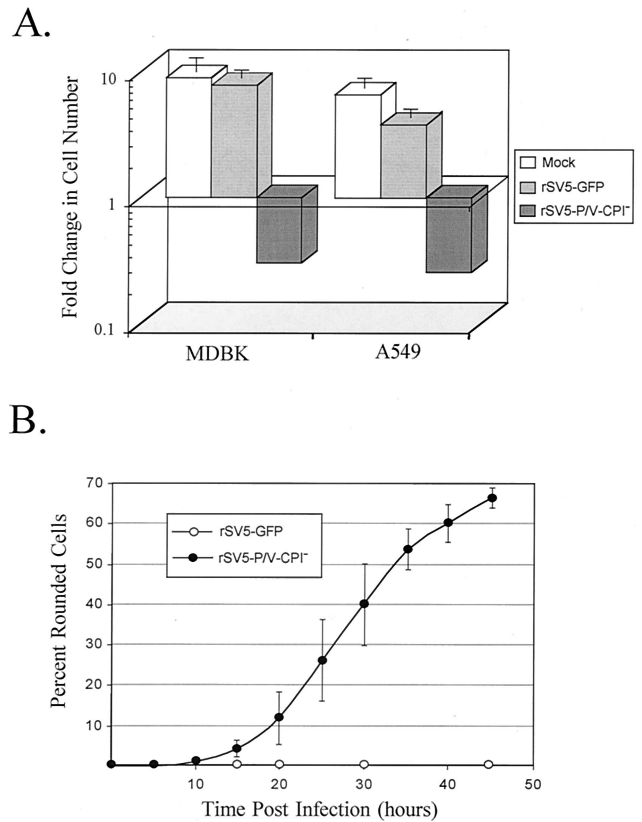 A.
Fold Change in Cell Number
10
1
0.1
MDBK
A549
Mock
rSV5-GFP
rSV5-P/V-CPI⁻
B.
Percent Rounded Cells
70
60
50
40
30
20
10
rSV5-GFP
rSV5-P/V-CPI⁻
10 20 30 40 50
Time Post Infection (hours)